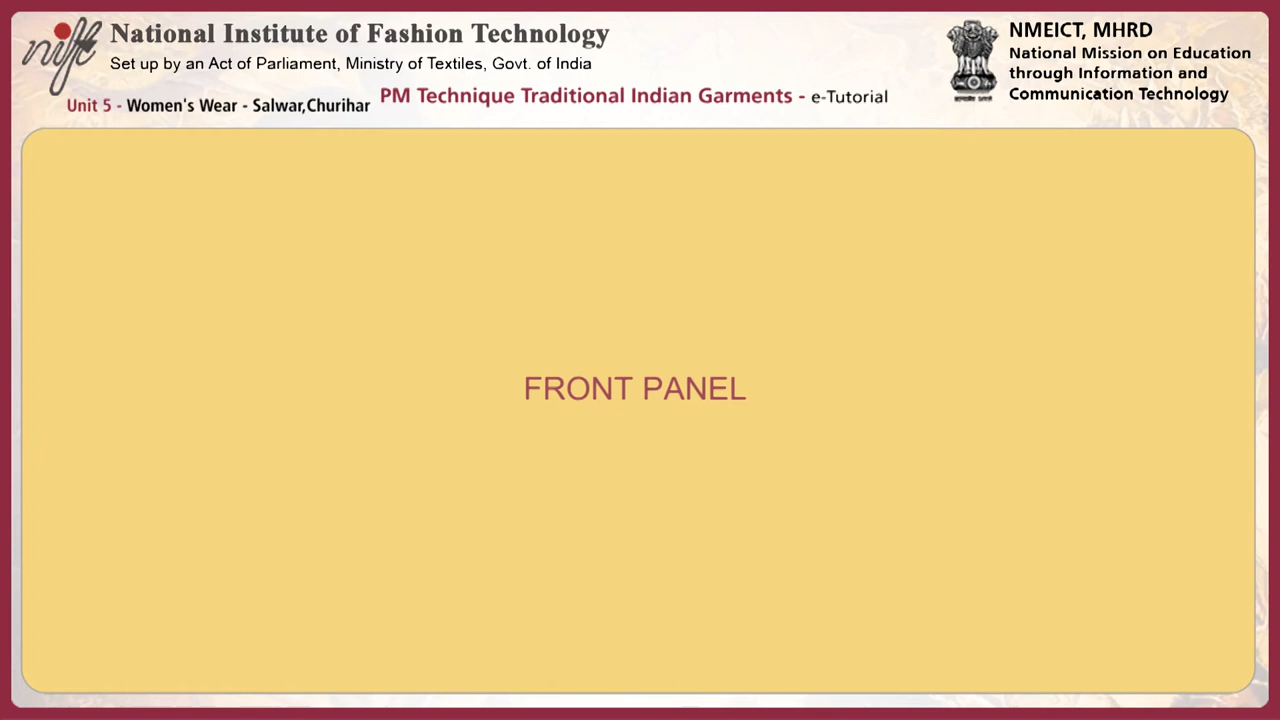 nift
National Institute of Fashion Technology
Set up by an Act of Parliament, Ministry of Textiles, Govt. of India
Unit 5 - Women's Wear - Salwar,Churihar
PM Technique Traditional Indian Garments - e-Tutorial
NMEICT, MHRD
National Mission on Education
through Information and
Communication Technology
FRONT PANEL